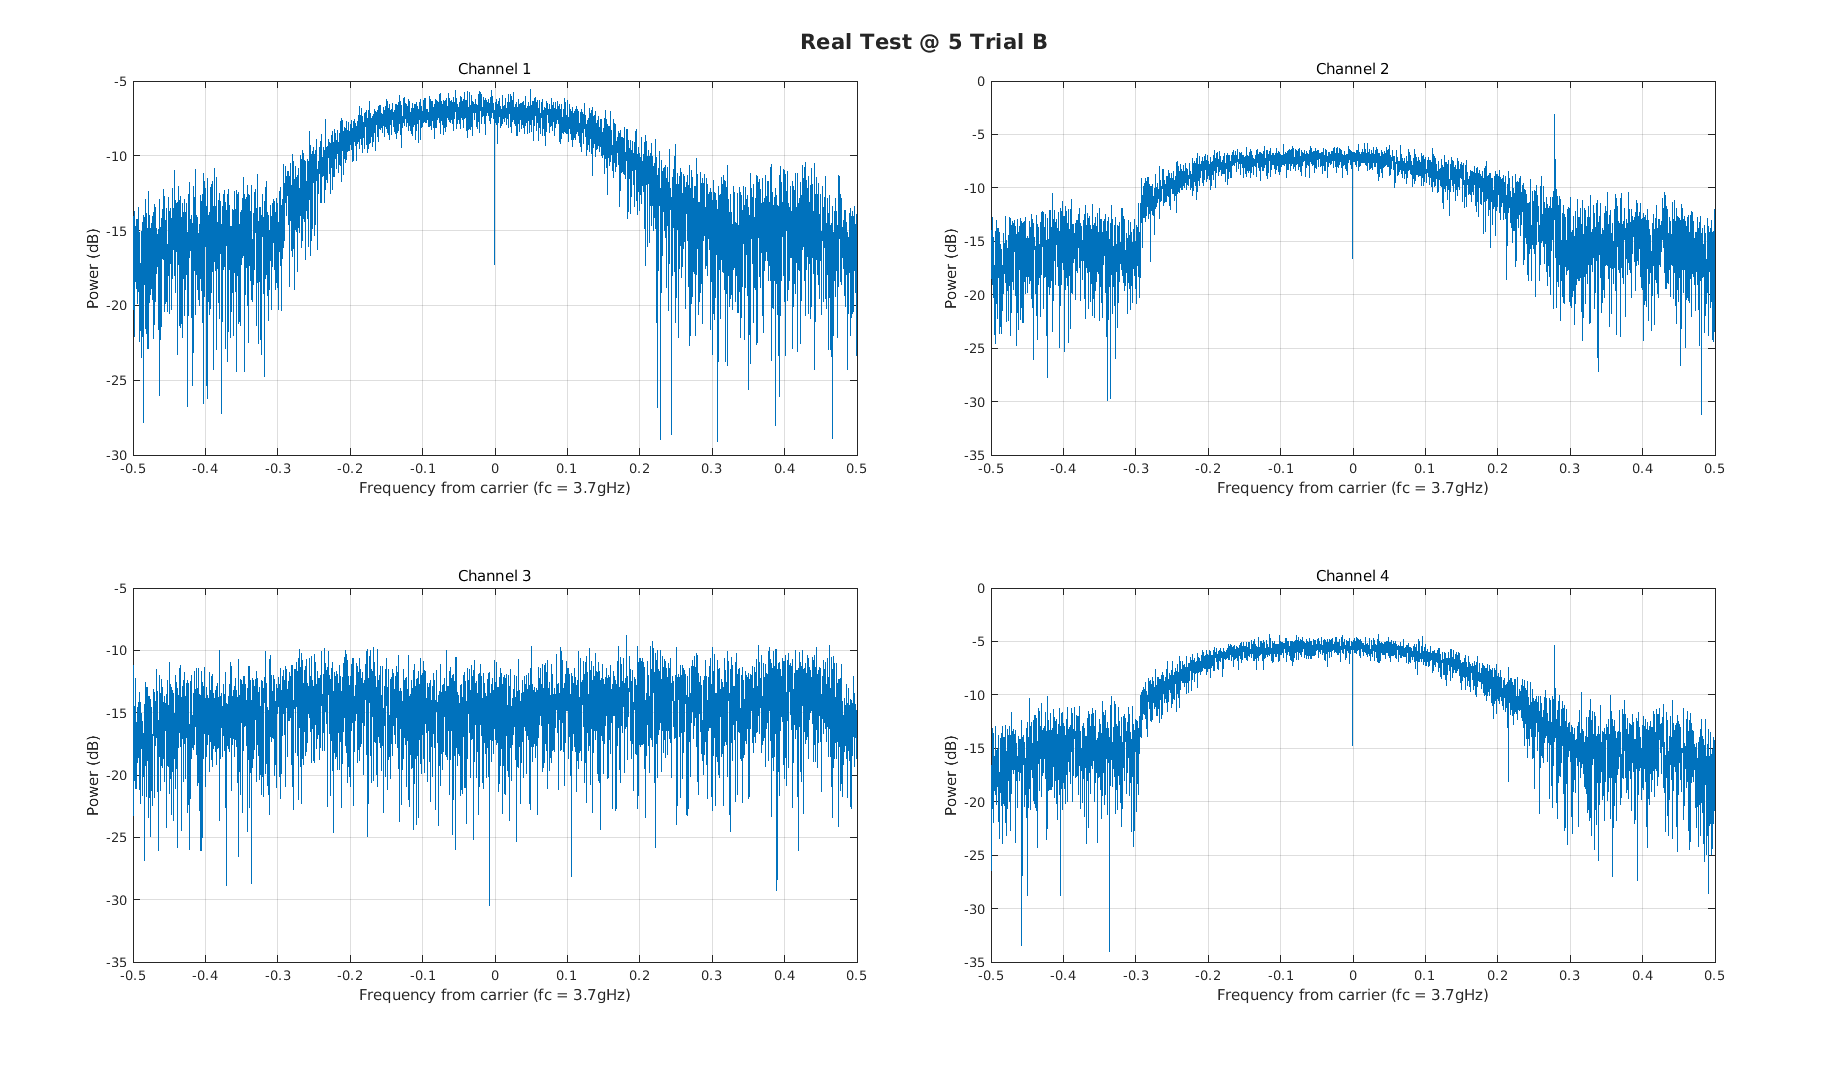 Real Test @ 5 Trial B
Channel 1
-5
-10
-15
-20
-25
-30
Power (dB)
-0.5 -0.4 -0.3 -0.2 -0.1 0 0.1 0.2 0.3 0.4 0.5
Frequency from carrier (fc = 3.7gHz)
Channel 2
0
-5
-10
-15
-20
-25
-30
-35
Power (dB)
-0.5 -0.4 -0.3 -0.2 -0.1 0 0.1 0.2 0.3 0.4 0.5
Frequency from carrier (fc = 3.7gHz)
Channel 3
-5
-10
-15
-20
-25
-30
-35
Power (dB)
-0.5 -0.4 -0.3 -0.2 -0.1 0 0.1 0.2 0.3 0.4 0.5
Frequency from carrier (fc = 3.7gHz)
Channel 4
0
-5
-10
-15
-20
-25
-30
-35
Power (dB)
-0.5 -0.4 -0.3 -0.2 -0.1 0 0.1 0.2 0.3 0.4 0.5
Frequency from carrier (fc = 3.7gHz)